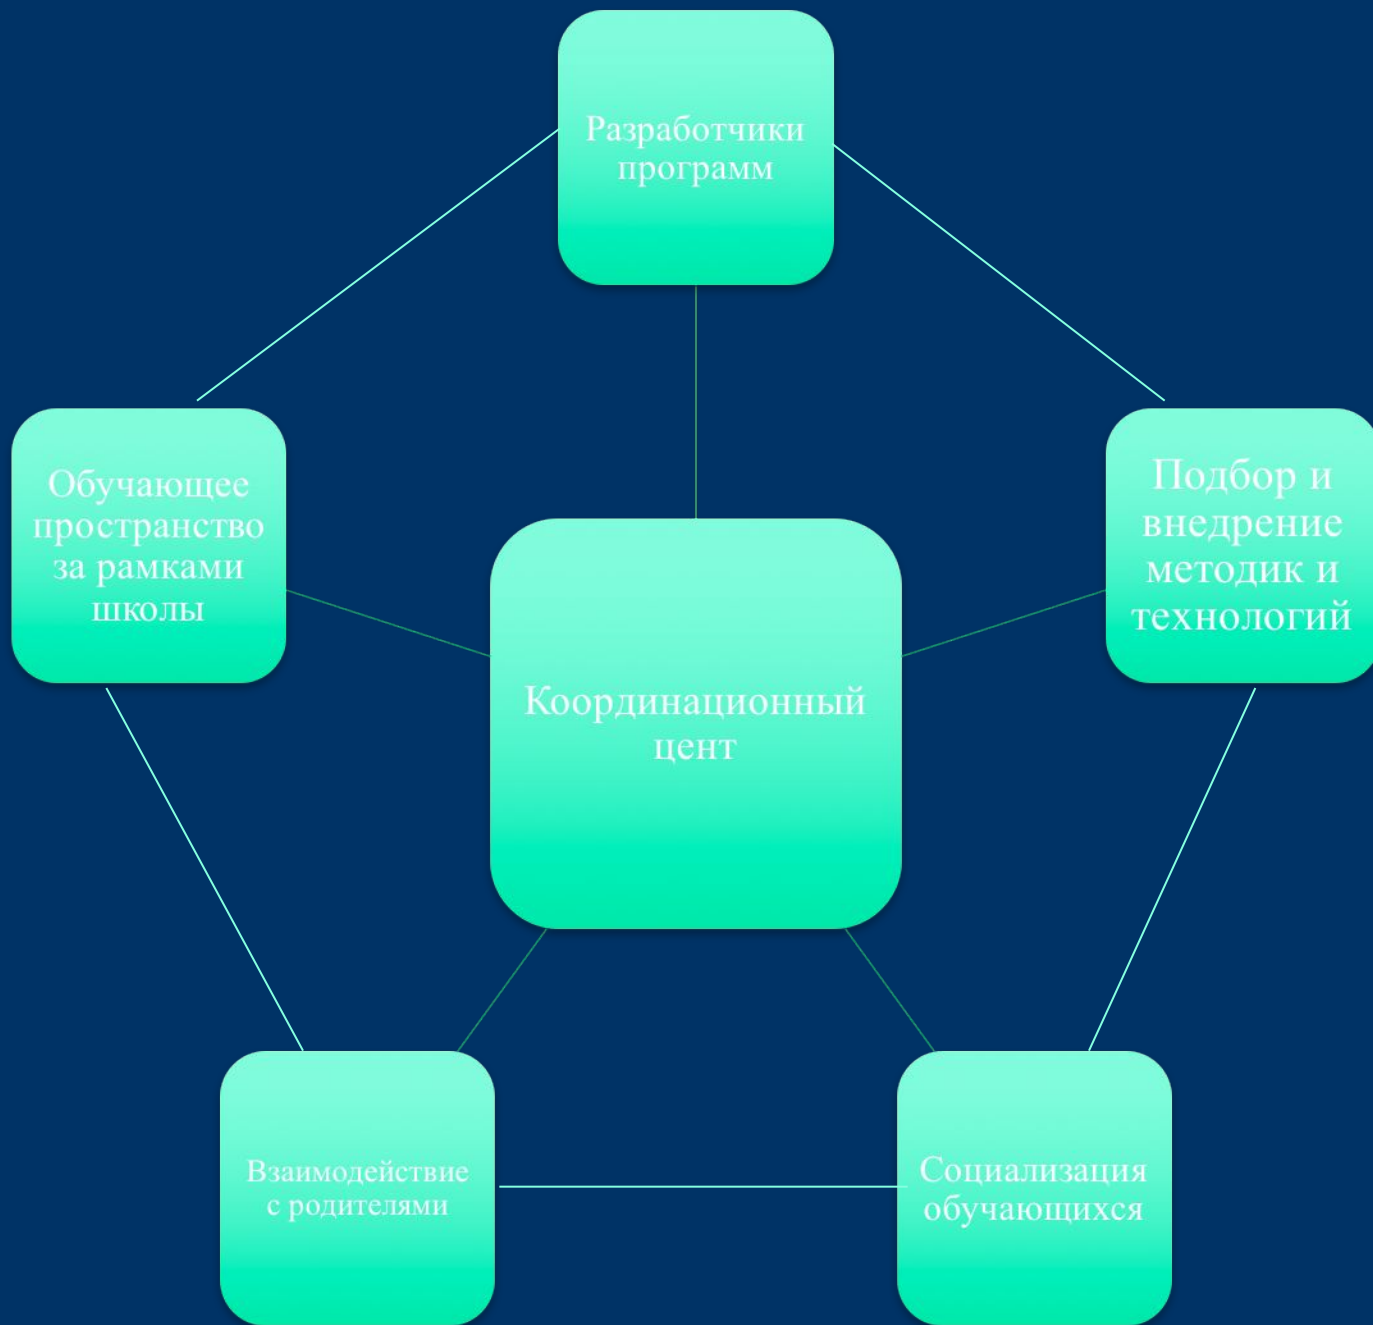 Разработчики
программ
Обучающее
пространство
за рамками
школы
Подбор и
внедрение
методик и
технологий
Координационный
цент
Взаимодействие
с родителями
Социализация
обучающихся